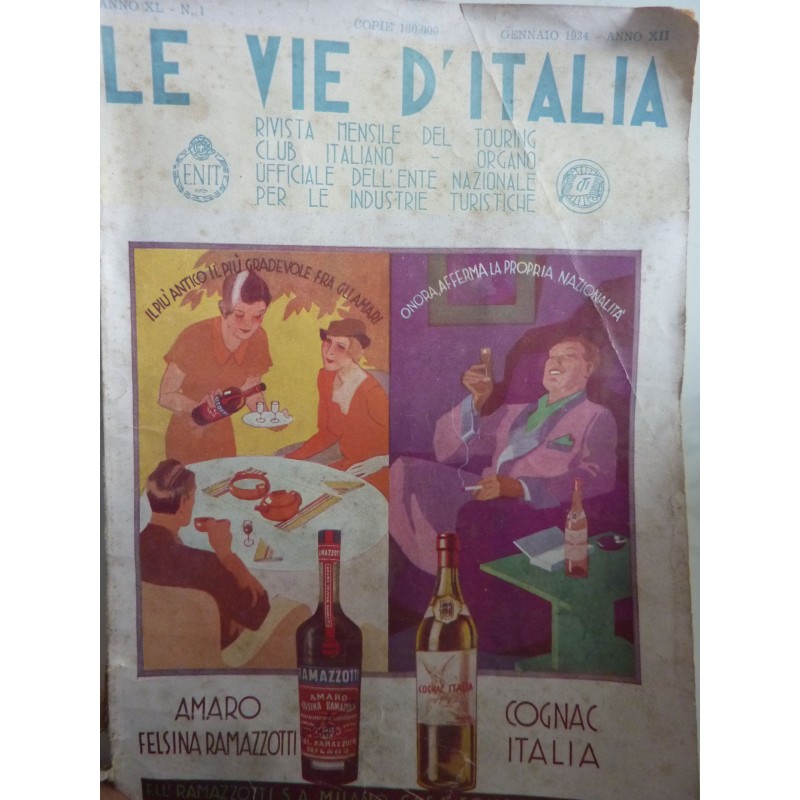 ANNO XL - N. 1
COPIE 180.000
GENNAIO 1934 - ANNO XII
LE VIE D'ITALIA
RIVISTA MENSILE DEL TOURING
CLUB ITALIANO - ORGANO
UFFICIALE DELL'ENTE NAZIONALE
PER LE INDUSTRIE TURISTICHE
ENIT
IL PIÙ ANTICO IL PIÙ GRADEVOLE FRA GLI AMARI
ONORA, AFFERMA LA PROPRIA NAZIONALITÀ
RAMAZZOTTI
AMARO
FELSINA RAMAZZOTTI
MILANO
COGNAC ITALIA
AMARO
FELSINA RAMAZZOTTI
COGNAC
ITALIA
F.LLI RAMAZZOTTI S.A. MILANO